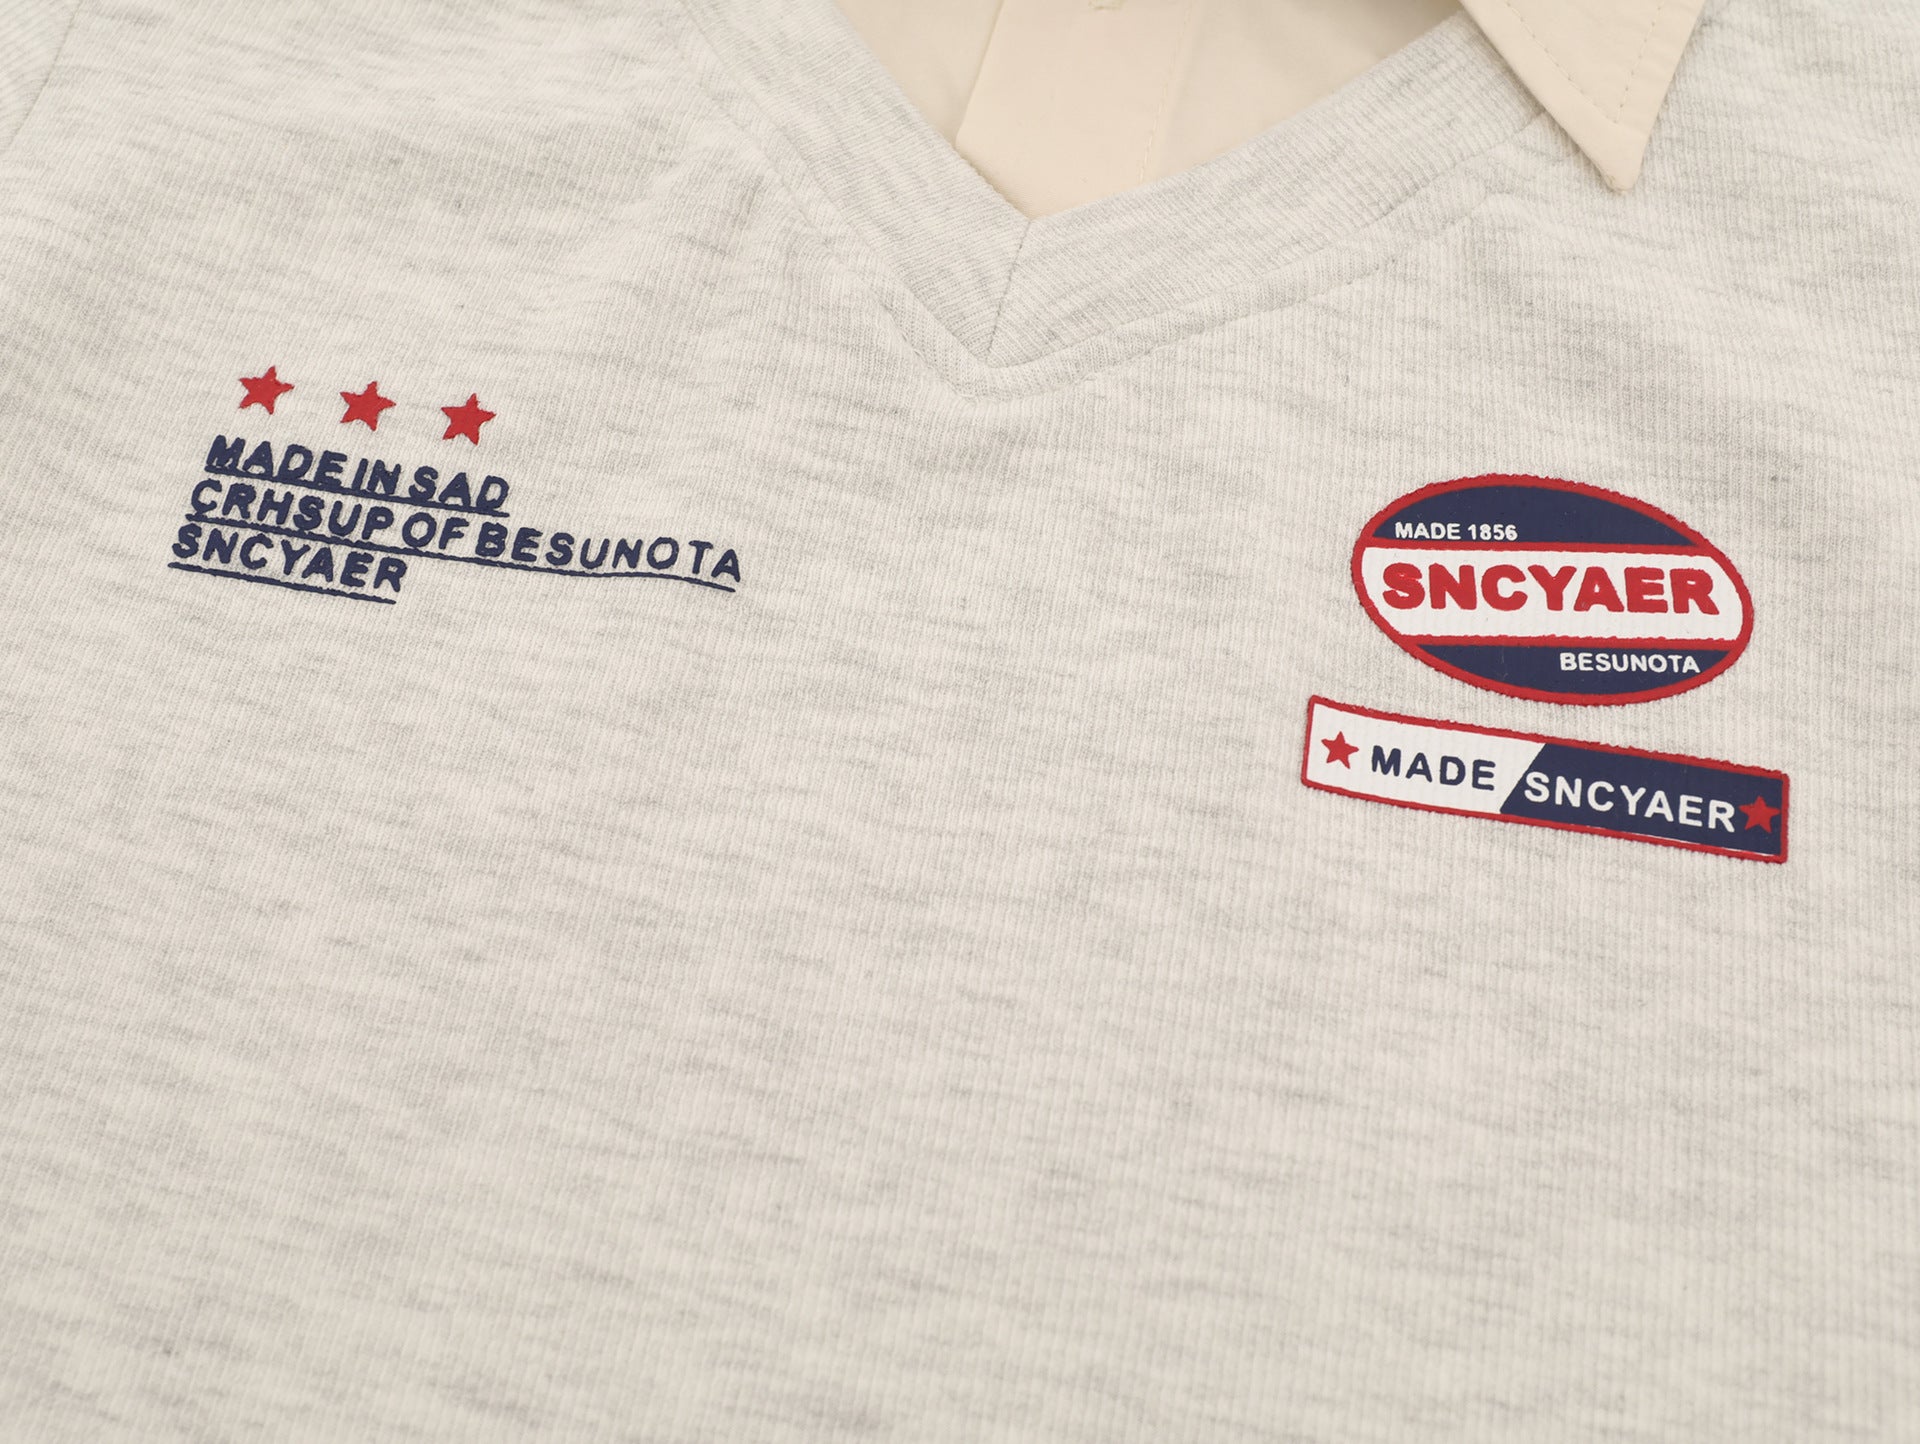 MADE IN SAD
CRHSUP OF BESUNOTA
SNCYAER
MADE 1856
SNCYAER
BESUNOTA
MADE SNCYAER